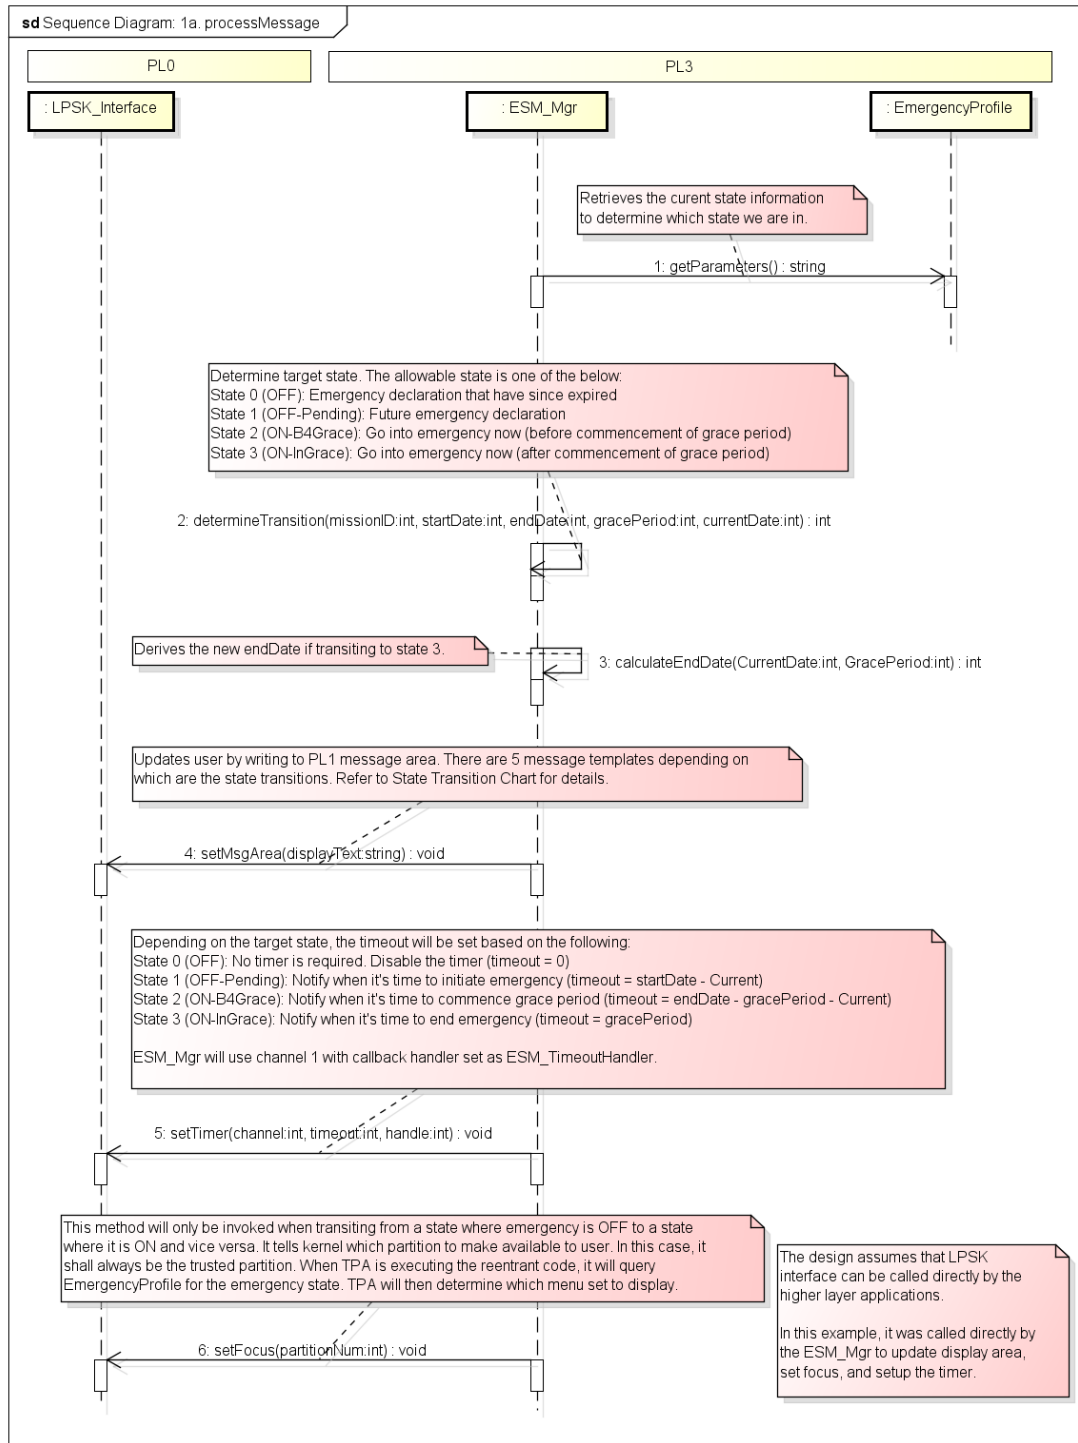 sd Sequence Diagram: 1a. processMessage
PL0
PL3
: LPSK_Interface
: ESM_Mgr
: EmergencyProfile
Retrieves the curent state information
to determine which state we are in.
1: getParameters() : string
Determine target state. The allowable state is one of the below:
State 0 (OFF): Emergency declaration that have since expired
State 1 (OFF-Pending): Future emergency declaration
State 2 (ON-B4Grace): Go into emergency now (before commencement of grace period)
State 3 (ON-InGrace): Go into emergency now (after commencement of grace period)
2: determineTransition(missionID:int, startDate:int, endDate:int, gracePeriod:int, currentDate:int) : int
Derives the new endDate if transiting to state 3.
3: calculateEndDate(CurrentDate:int, GracePeriod:int) : int
Updates user by writing to PL1 message area. There are 5 message templates depending on
which are the state transitions. Refer to State Transition Chart for details.
4: setMsgArea(displayText:string) : void
Depending on the target state, the timeout will be set based on the following:
State 0 (OFF): No timer is required. Disable the timer (timeout = 0)
State 1 (OFF-Pending): Notify when it's time to initiate emergency (timeout = startDate - Current)
State 2 (ON-B4Grace): Notify when it's time to commence grace period (timeout = endDate - gracePeriod - Current)
State 3 (ON-InGrace): Notify when it's time to end emergency (timeout = gracePeriod)
ESM_Mgr will use channel 1 with callback handler set as ESM_TimeoutHandler.
5: setTimer(channel:int, timeout:int, handle:int) : void
This method will only be invoked when transiting from a state where emergency is OFF to a state
where it is ON and vice versa. It tells kernel which partition to make available to user. In this case, it
shall always be the trusted partition. When TPA is executing the reentrant code, it will query
EmergencyProfile for the emergency state. TPA will then determine which menu set to display.
6: setFocus(partitionNum:int) : void
The design assumes that LPSK
interface can be called directly by the
higher layer applications.
In this example, it was called directly by
the ESM_Mgr to update display area,
set focus, and setup the timer.